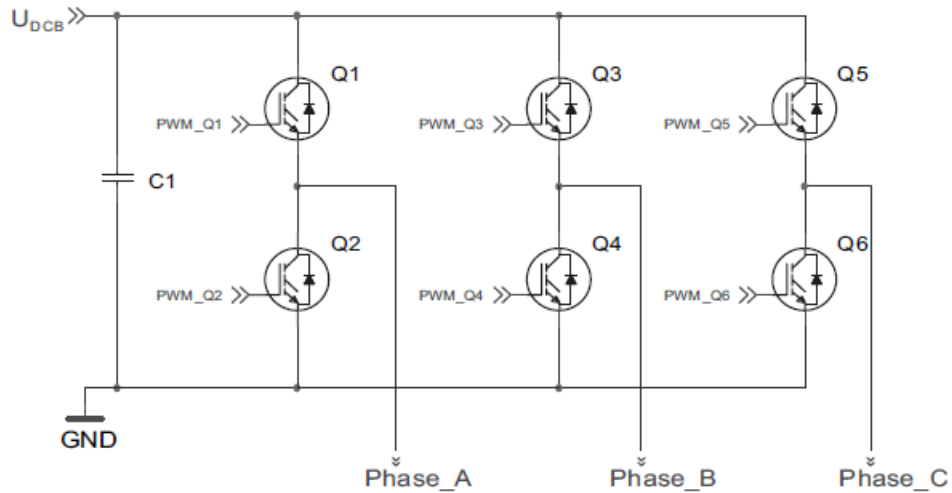 U_DCB
Q1
Q3
Q5
PWM_Q1
PWM_Q3
PWM_Q5
C1
Q2
Q4
Q6
PWM_Q2
PWM_Q4
PWM_Q6
GND
Phase_A
Phase_B
Phase_C